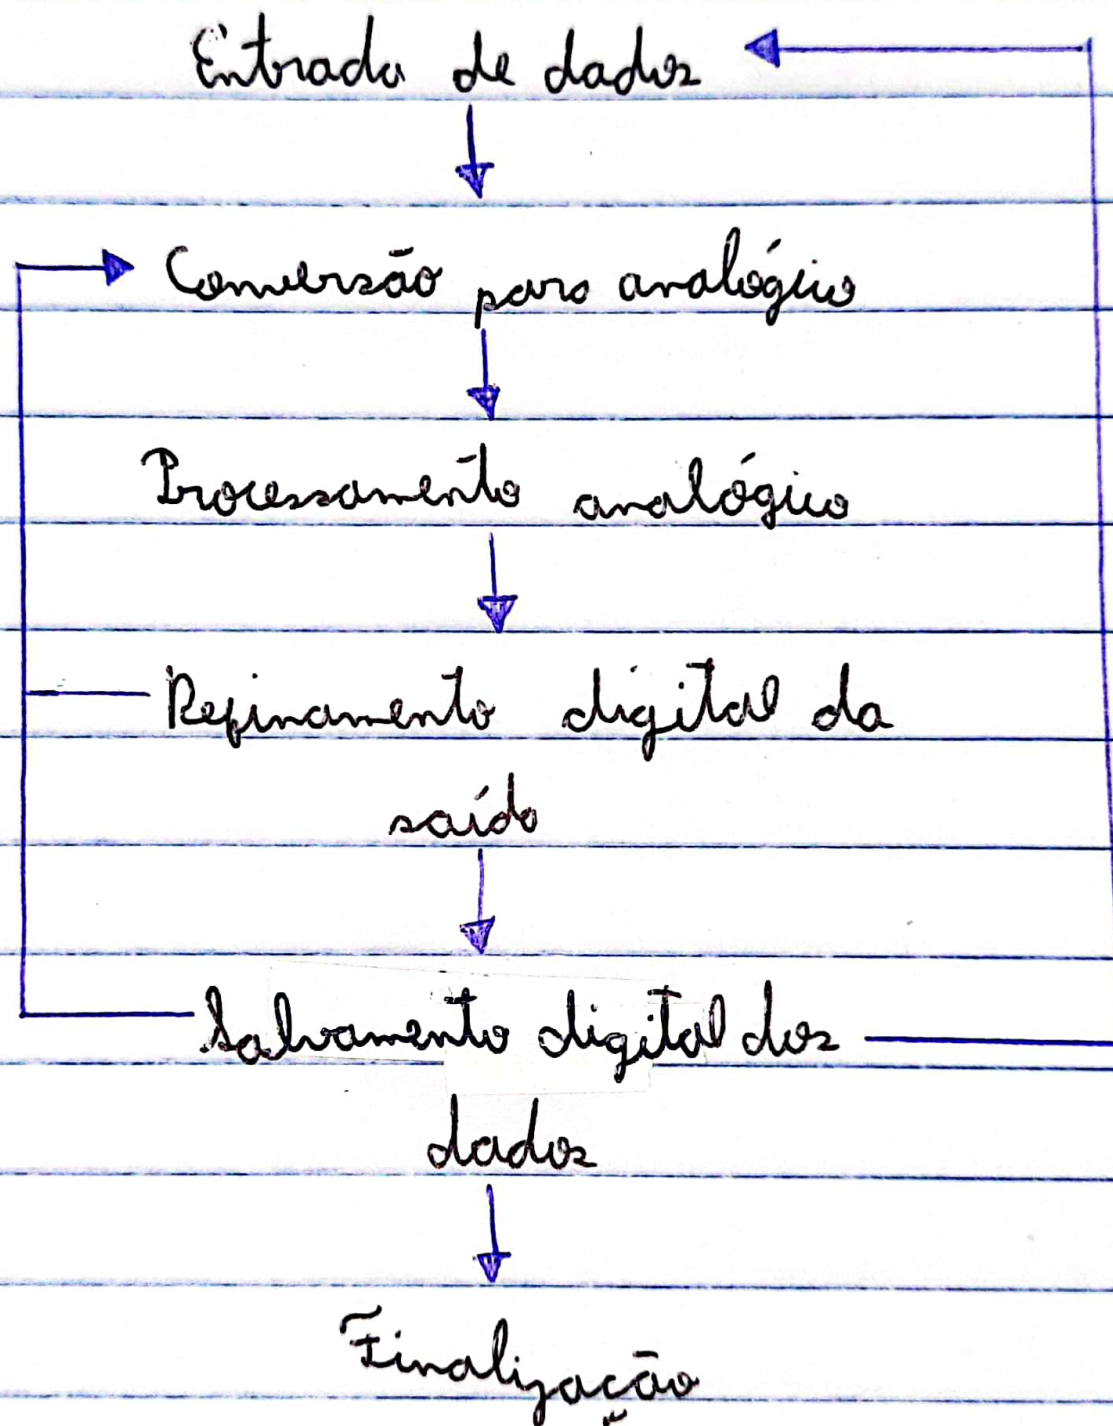 Entrada de dados
Conversão para analógico
Processamento analógico
Refinamento digital da
saída
Salvamento digital dos
dados
Finalização